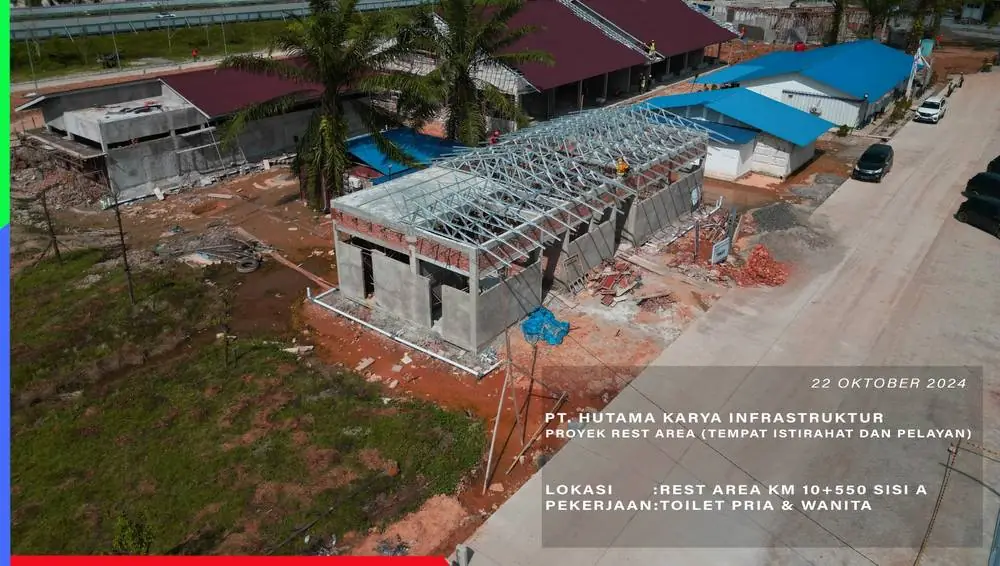 22 OKTOBER 2024
PT. HUTAMA KARYA INFRASTRUKTUR
PROYEK REST AREA (TEMPAT ISTIRAHAT DAN PELAYAN)
LOKASI :REST AREA KM 10+550 SISI A
PEKERJAAN:TOILET PRIA & WANITA